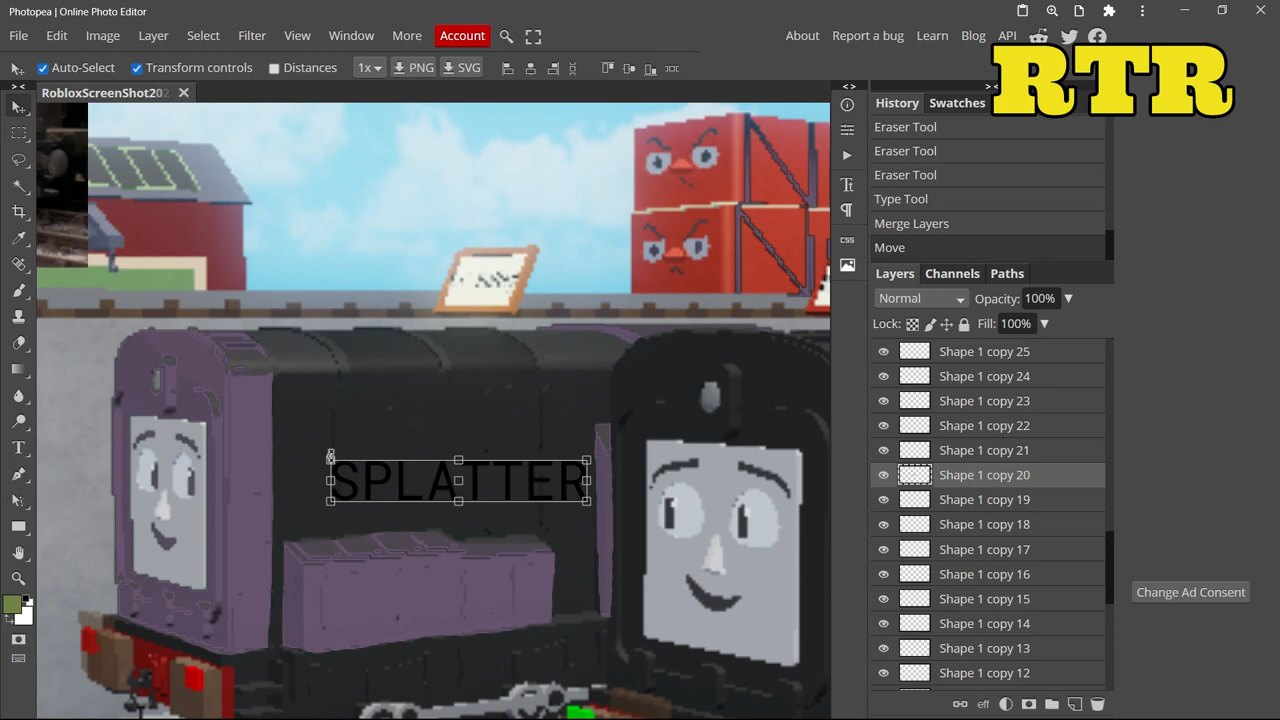 Photopea | Online Photo Editor
File Edit Image Layer Select Filter View Window More Account
About Report a bug Learn Blog API
RTR
Auto-Select Transform controls Distances 1x PNG SVG
RobloxScreenShot202
History Swatches
Eraser Tool
Eraser Tool
Eraser Tool
Type Tool
Merge Layers
Move
CSS
Layers Channels Paths
Normal Opacity: 100%
Lock: Fill: 100%
Shape 1 copy 25
Shape 1 copy 24
Shape 1 copy 23
Shape 1 copy 22
Shape 1 copy 21
Shape 1 copy 20
Shape 1 copy 19
Shape 1 copy 18
Shape 1 copy 17
Shape 1 copy 16
Shape 1 copy 15
Shape 1 copy 14
Shape 1 copy 13
Shape 1 copy 12
eff
Change Ad Consent
SPLATTER